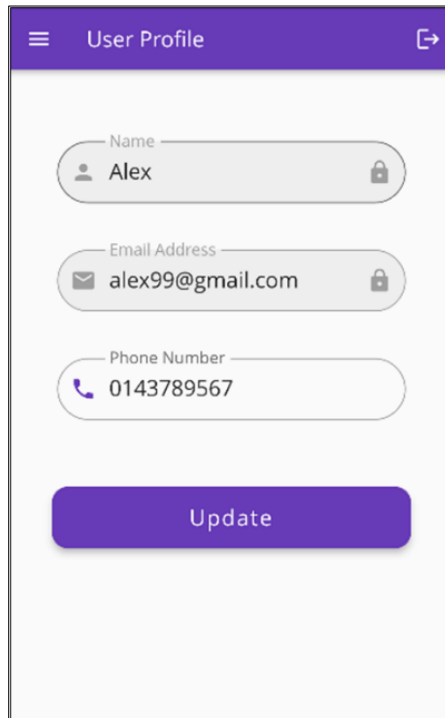 User Profile
Name
Alex
Email Address
alex99@gmail.com
Phone Number
0143789567
Update